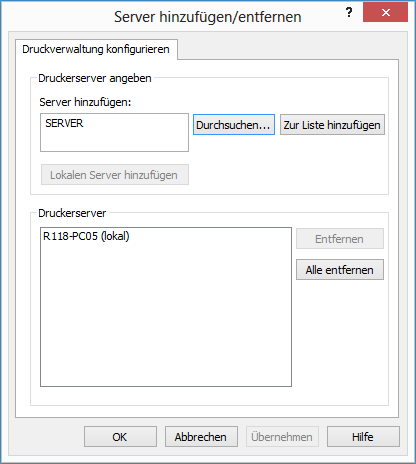 Server hinzufügen/entfernen
?
Druckverwaltung konfigurieren
Druckerserver angeben
Server hinzufügen:
SERVER
Durchsuchen...
Zur Liste hinzufügen
Lokalen Server hinzufügen
Druckerserver
R118-PC05 (lokal)
Entfernen
Alle entfernen
OK
Abbrechen
Übernehmen
Hilfe